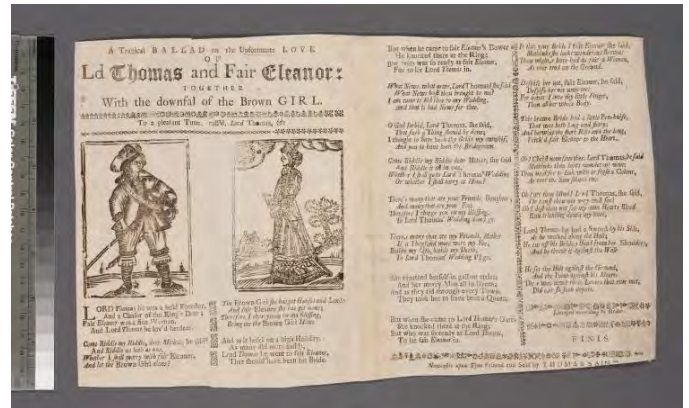 A Tragical BALLAD on the Unfortunate LOVE
OF
Ld Thomas and Fair Eleanor:
TOGETHER
With the downfal of the Brown GIRL.
To a pleasant Tune, call'd, Lord Thomas, &c.
LORD Thomas he was a bold Forester,
And a Chaser of the King's Deer;
Fair Eleanor was a fine Woman,
And Lord Thomas he lov'd her dear.
Come Riddle my Riddle, dear Mother, he said
And Riddle us both as one,
Whether I shall marry with fair Eleanor,
And let the Brown Girl alone?
The Brown Girl she has got Houses and Lands
And fair Eleanor she has got none;
Therefore I charge you on my Blessing,
Bring me the Brown Girl Home.
And as it befel on a high Holiday,
As many did more beside,
Lord Thomas he went to fair Eleanor,
That should have been his Bride.
But when he came to fair Eleanor's Bower
He knocked there at the Ring;
But who was so ready as fair Eleanor,
For to let Lord Thomas in.
What News, what news, Lord Thomas she said
What News hast thou brought to me?
I am come to bid thee to my Wedding,
And that is bad News for thee.
O God forbid, Lord Thomas, she said,
That such a Thing should be done;
I thought to have been thy Bride my own self,
And you to have been the Bridegroom.
Come Riddle my Riddle dear Mother, she said
And Riddle it all in one,
Whether I shall go to Lord Thomas' Wedding
Or whether I shall tarry at Home?
There's many that are your Friends, Daughter
And many that are your Foe,
Therefore I charge you on my Blessing,
To Lord Thomas' Wedding don't go.
There's many that are my Friends, Mother
If a Thousand more were my Foe,
Betide my Life, betide my Death,
To Lord Thomas' Wedding I'll go.
She cloathed herself in gallant attire,
And her merry Men all in Green;
And as they rid through every Town,
They took her to have been a Queen.
But when she came to Lord Thomas's Gate
She knocked there at the Ring;
But who was so ready as Lord Thomas,
To let fair Eleanor in.
Is this your Bride, fair Eleanor she said,
Methinks she looks wondrous brown;
Thou might'st have had as fair a Woman,
As ever trod on the Ground.
Despise her not, fair Eleanor, he said,
Despise her not unto me;
For better I love thy little Finger,
Than all her whole Body.
This brown Bride had a little Penknife,
That was both long and sharp,
And betwixt the short Ribs and the long,
Prick'd fair Eleanor to the Heart.
Oh! Christ now save thee, Lord Thomas, he said
Methinks thou looks wondrous wan;
Thou used for to look with as fresh a Colour,
As ever the Sun shone on.
Oh! art thou blind? Lord Thomas, she said,
Or can'st thou not very well see?
Oh! dost thou not see my own Hearts Blood
Run trickling down my knee.
Lord Thomas he had a Sword by his Side,
As he walked along the Hall;
He cut off his Bride's Head from her Shoulders,
And he threw it against the Wall.
He set the Hilt against the Ground,
And the Point against his Heart:
There was never three Lovers that ever met,
Did ever so soon depart.
Licensed according to Order.
FINIS
Newcastle upon Tyne: Printed and Sold by THOMAS SAINT.